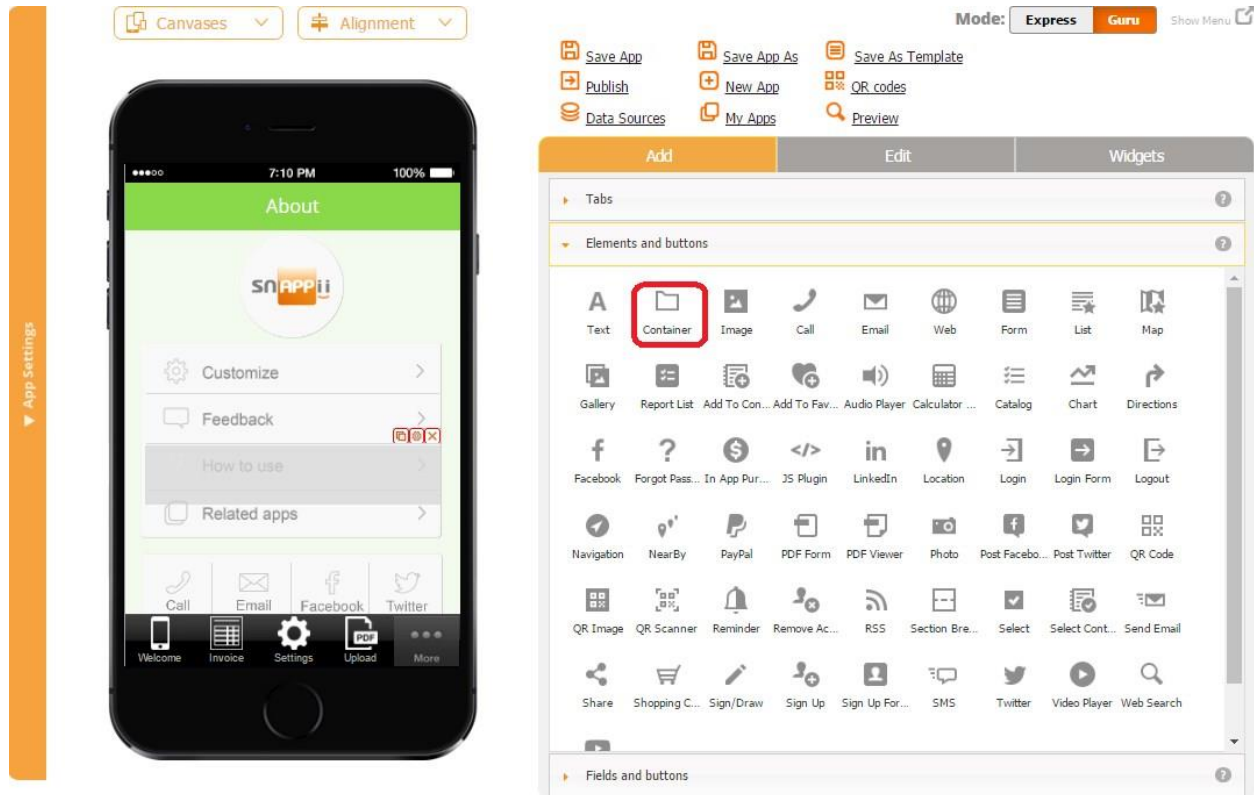 Canvases
Alignment
Mode: Express Guru Show Menu
Save App Save App As Save As Template
Publish New App QR codes
Data Sources My Apps Preview
Add Edit Widgets
Tabs ?
Elements and buttons ?
A
Text Container Image Call Email Web Form List Map
Gallery Report List Add To Con... Add To Fav... Audio Player Calculator ... Catalog Chart Directions
f ? $ </> in
Facebook Forgot Pass... In App Pur... JS Plugin LinkedIn Location Login Login Form Logout
Navigation NearBy PayPal PDF Form PDF Viewer Photo Post Facebo... Post Twitter QR Code
QR Image QR Scanner Reminder Remove Ac... RSS Section Bre... Select Select Cont... Send Email
Share Shopping C... Sign/Draw Sign Up Sign Up For... SMS Twitter Video Player Web Search
Fields and buttons ?
▼ App Settings
7:10 PM 100%
About
snAPPii
Customize
Feedback
How to use
Related apps
Call Email Facebook Twitter
PDF
Welcome Invoice Settings Upload More